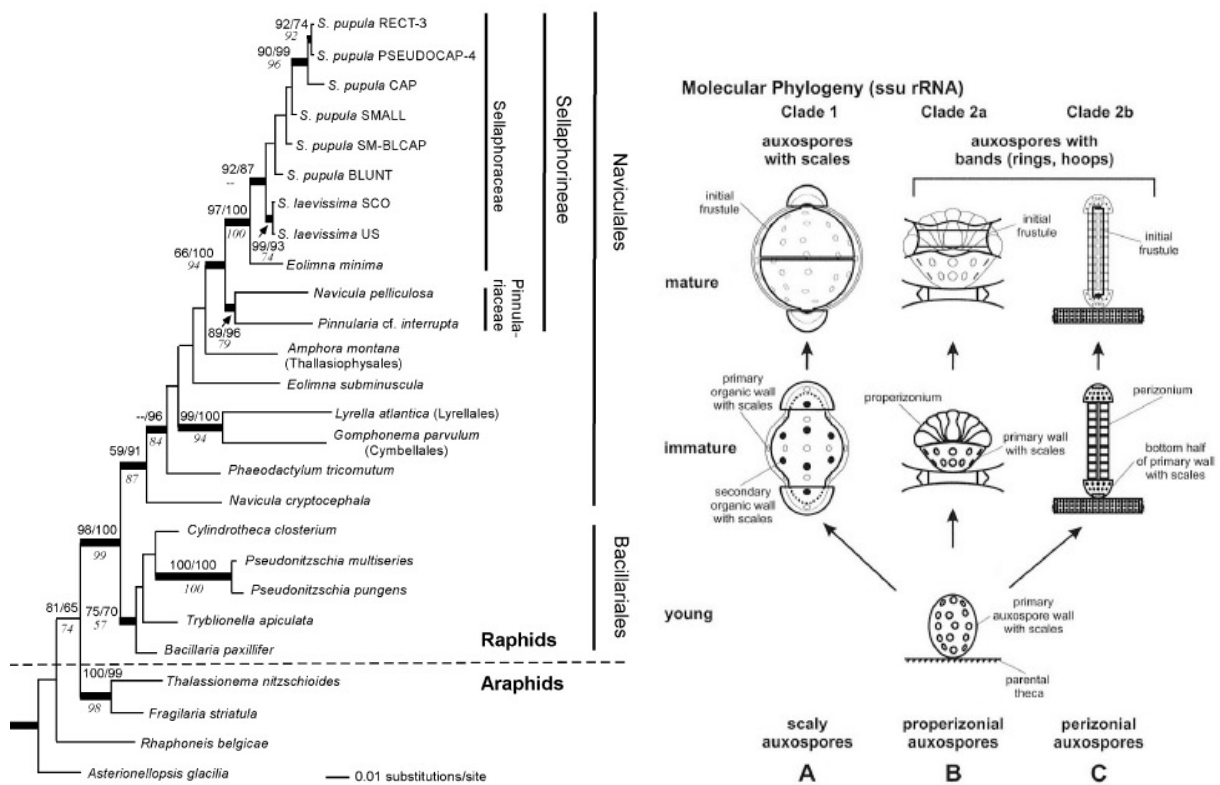 92/74
92
S. pupula RECT-3
90/99
96
S. pupula PSEUDOCAP-4
S. pupula CAP
S. pupula SMALL
S. pupula SM-BLCAP
92/87
--
S. pupula BLUNT
S. laevissima SCO
97/100
100
S. laevissima US
99/93
74
Eolimna minima
66/100
94
Navicula pelliculosa
Pinnularia cf. interrupta
89/96
79
Amphora montana
(Thallasiophysales)
Eolimna subminuscula
--/96
84
99/100
94
Lyrella atlantica (Lyrellales)
Gomphonema parvulum
(Cymbellales)
59/91
87
Phaeodactylum tricornutum
Navicula cryptocephala
98/100
99
Cylindrotheca closterium
100/100
100
Pseudonitzschia multiseries
Pseudonitzschia pungens
81/65
74
75/70
57
Tryblionella apiculata
Bacillaria paxillifer
Raphids
100/99
98
Thalassionema nitzschioides
Araphids
Fragilaria striatula
Rhaphoneis belgicae
Asterionellopsis glacilia
0.01 substitutions/site
Sellaphoraceae
Pinnula-
riaceae
Sellaphorineae
Naviculales
Bacillariales
Molecular Phylogeny (ssu rRNA)
Clade 1
Clade 2a
Clade 2b
auxospores
with scales
auxospores with
bands (rings, hoops)
initial
frustule
initial
frustule
initial
frustule
mature
primary
organic wall
with scales
properizonium
perizonium
immature
primary wall
with scales
bottom half
of primary wall
with scales
secondary
organic wall
with scales
young
primary
auxospore wall
with scales
parental
theca
scaly
auxospores
properizonial
auxospores
perizonial
auxospores
A
B
C